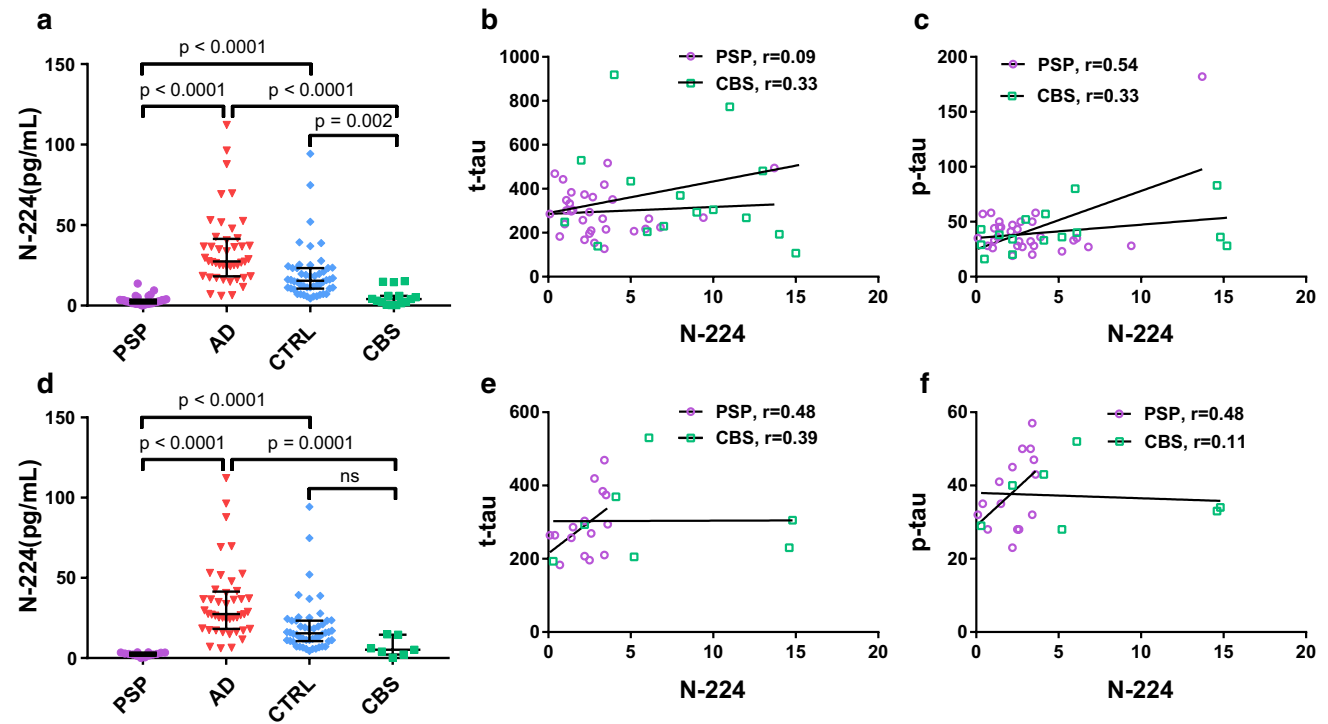 a
p < 0.0001
p < 0.0001
p < 0.0001
p = 0.002
N-224(pg/mL)
150
100
50
0
PSP
AD
CTRL
CBS
b
PSP, r=0.09
CBS, r=0.33
t-tau
1000
800
600
400
200
0
0 5 10 15 20
N-224
c
PSP, r=0.54
CBS, r=0.33
p-tau
200
150
100
50
0
0 5 10 15 20
N-224
d
p < 0.0001
p < 0.0001
p = 0.0001
ns
N-224(pg/mL)
150
100
50
0
PSP
AD
CTRL
CBS
e
PSP, r=0.48
CBS, r=0.39
t-tau
600
400
200
0
0 5 10 15 20
N-224
f
PSP, r=0.48
CBS, r=0.11
p-tau
60
40
20
0
0 5 10 15 20
N-224